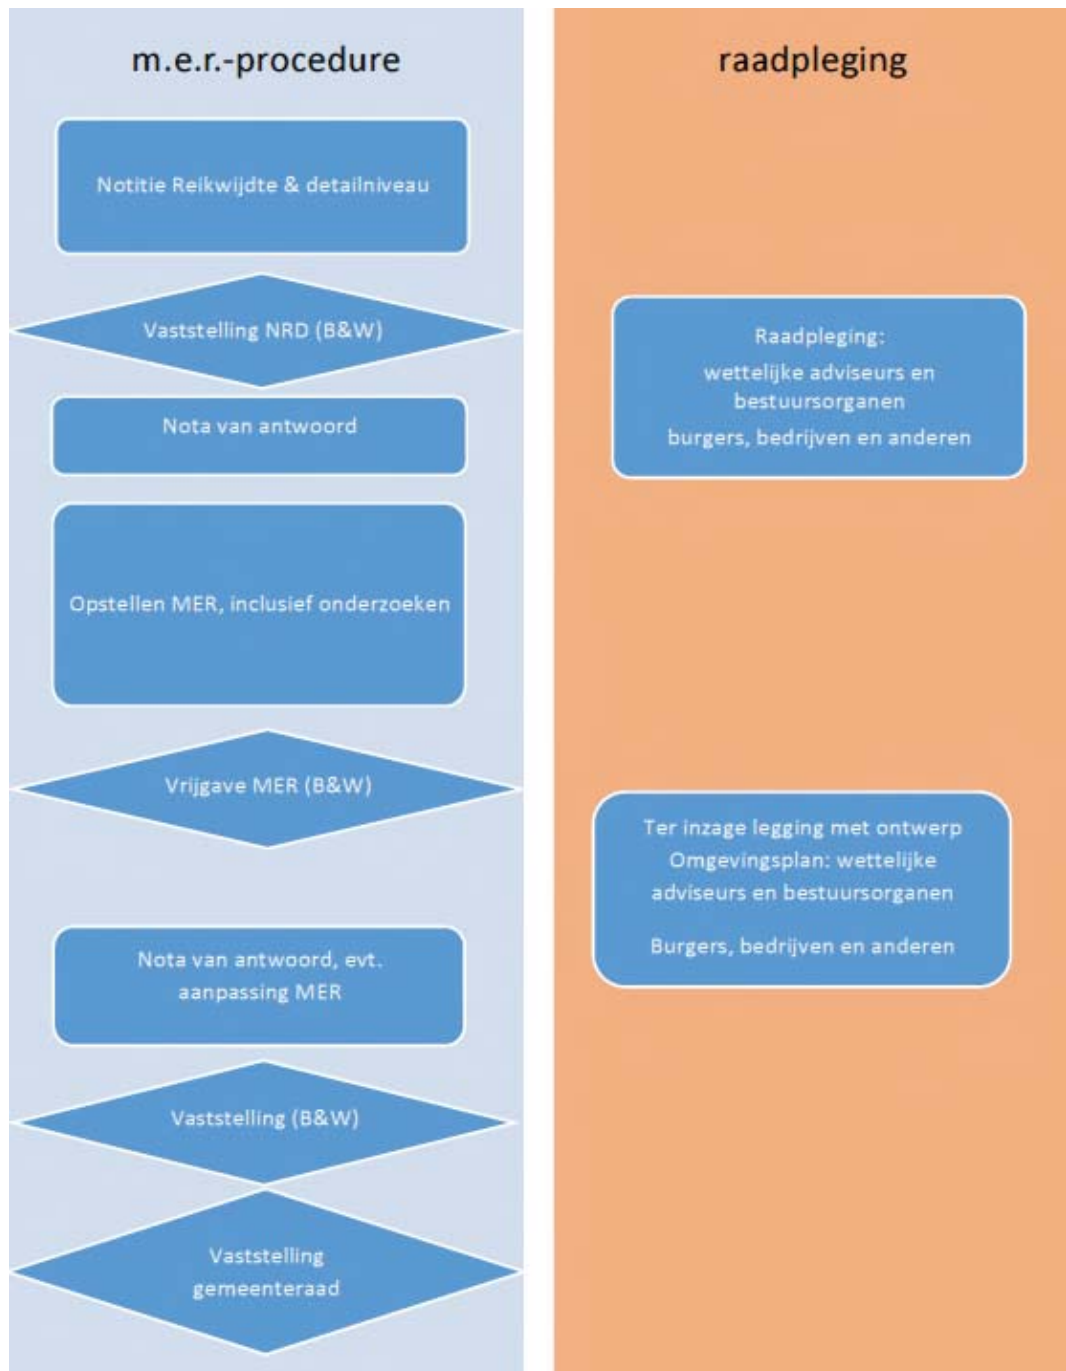 m.e.r.-procedure
Notitie Reikwijdte & detailniveau
Vaststelling NRD (B&W)
Nota van antwoord
Opstellen MER, inclusief onderzoeken
Vrijgave MER (B&W)
Nota van antwoord, evt.
aanpassing MER
Vaststelling (B&W)
Vaststelling
gemeenteraad
raadpleging
Raadpleging:
wettelijke adviseurs en
bestuursorganen
burgers, bedrijven en anderen
Ter inzage legging met ontwerp
Omgevingsplan: wettelijke
adviseurs en bestuursorganen
Burgers, bedrijven en anderen